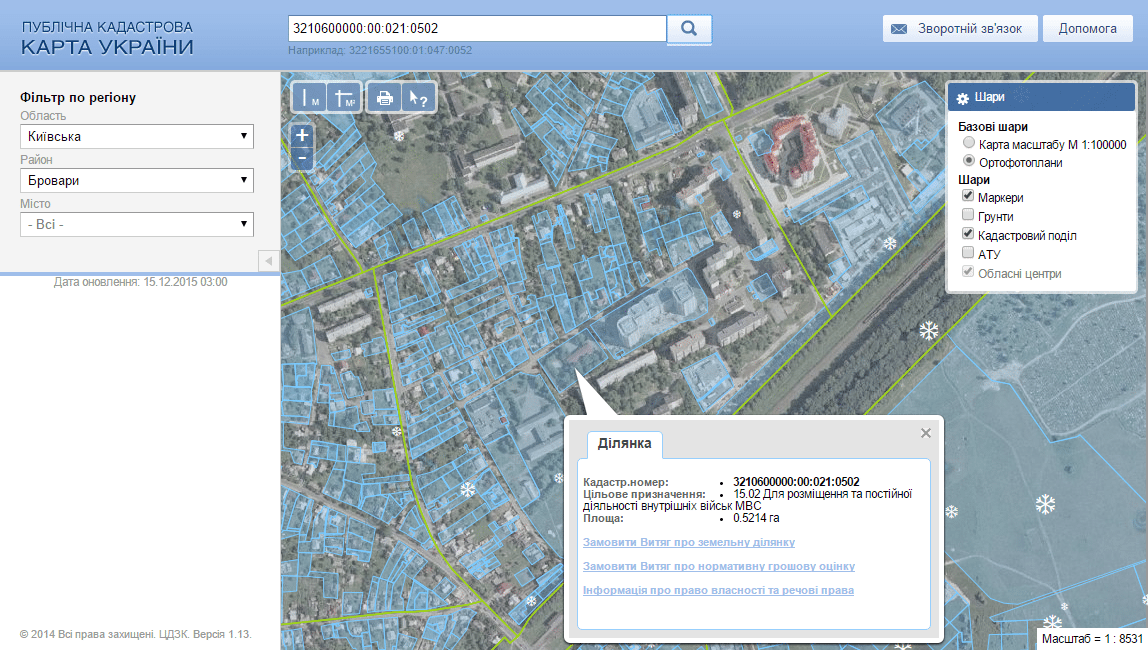 ПУБЛІЧНА КАДАСТРОВА
КАРТА УКРАЇНИ
3210600000:00:021:0502
Наприклад: 3221655100:01:047:0052
Зворотній зв'язок
Допомога
Фільтр по регіону
Область
Київська
Район
Бровари
Місто
- Всі -
Дата оновлення: 15.12.2015 03:00
© 2014 Всі права захищені. ЦДЗК. Версія 1.13.
М
М²
?
+
-
Шари
Базові шари
Карта масштабу М 1:100000
Ортофотоплани
Шари
Маркери
Грунти
Кадастровий поділ
АТУ
Обласні центри
Ділянка
Кадастр.номер: • 3210600000:00:021:0502
Цільове призначення: • 15.02 Для розміщення та постійної
діяльності внутрішніх військ МВС
Площа: • 0.5214 га
Замовити Витяг про земельну ділянку
Замовити Витяг про нормативну грошову оцінку
Інформація про право власності та речові права
Масштаб = 1 : 8531